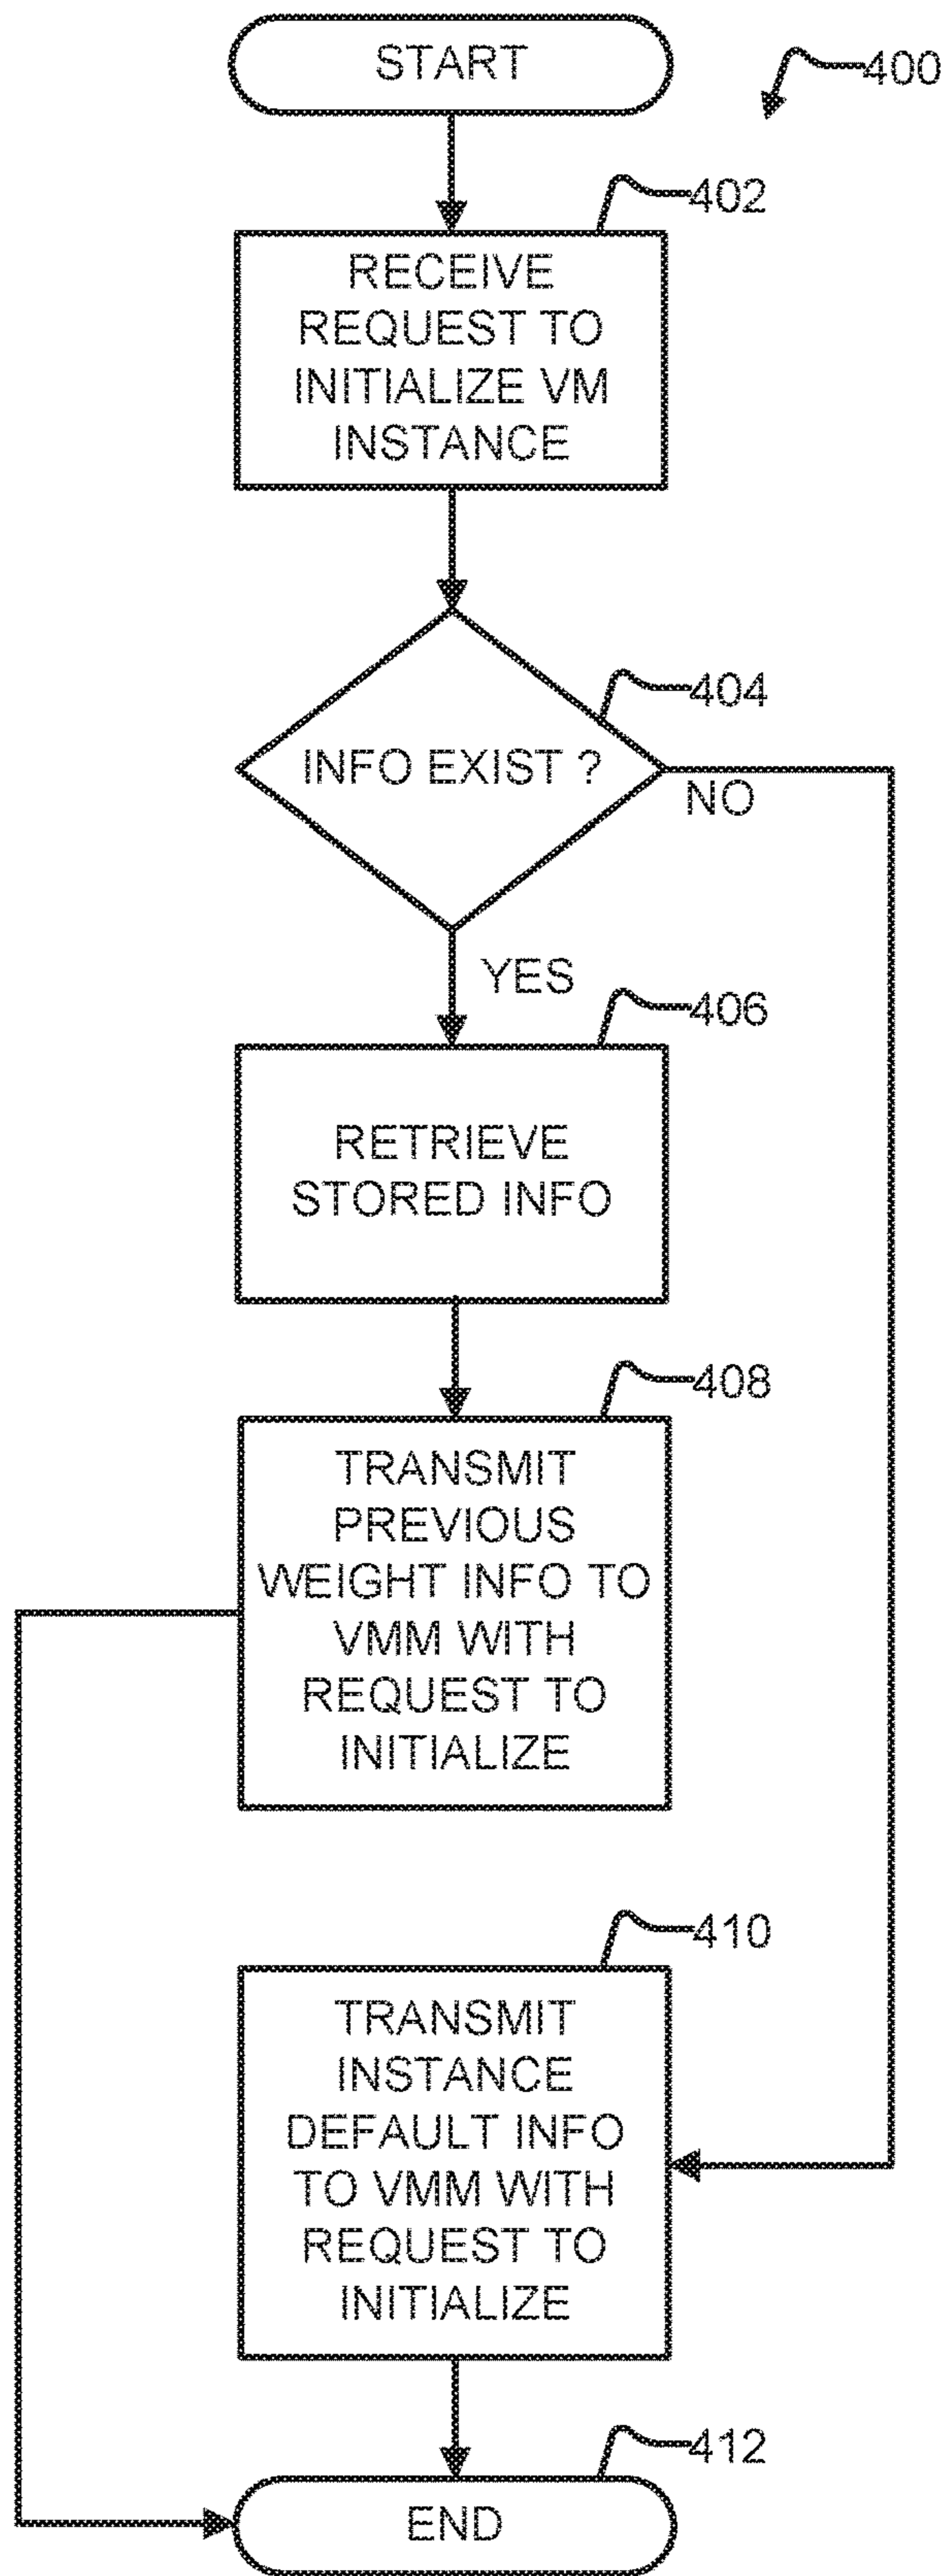 START
400
402
RECEIVE
REQUEST TO
INITIALIZE VM
INSTANCE
404
INFO EXIST ?
NO
YES
406
RETRIEVE
STORED INFO
408
TRANSMIT
PREVIOUS
WEIGHT INFO TO
VMM WITH
REQUEST TO
INITIALIZE
410
TRANSMIT
INSTANCE
DEFAULT INFO
TO VMM WITH
REQUEST TO
INITIALIZE
412
END